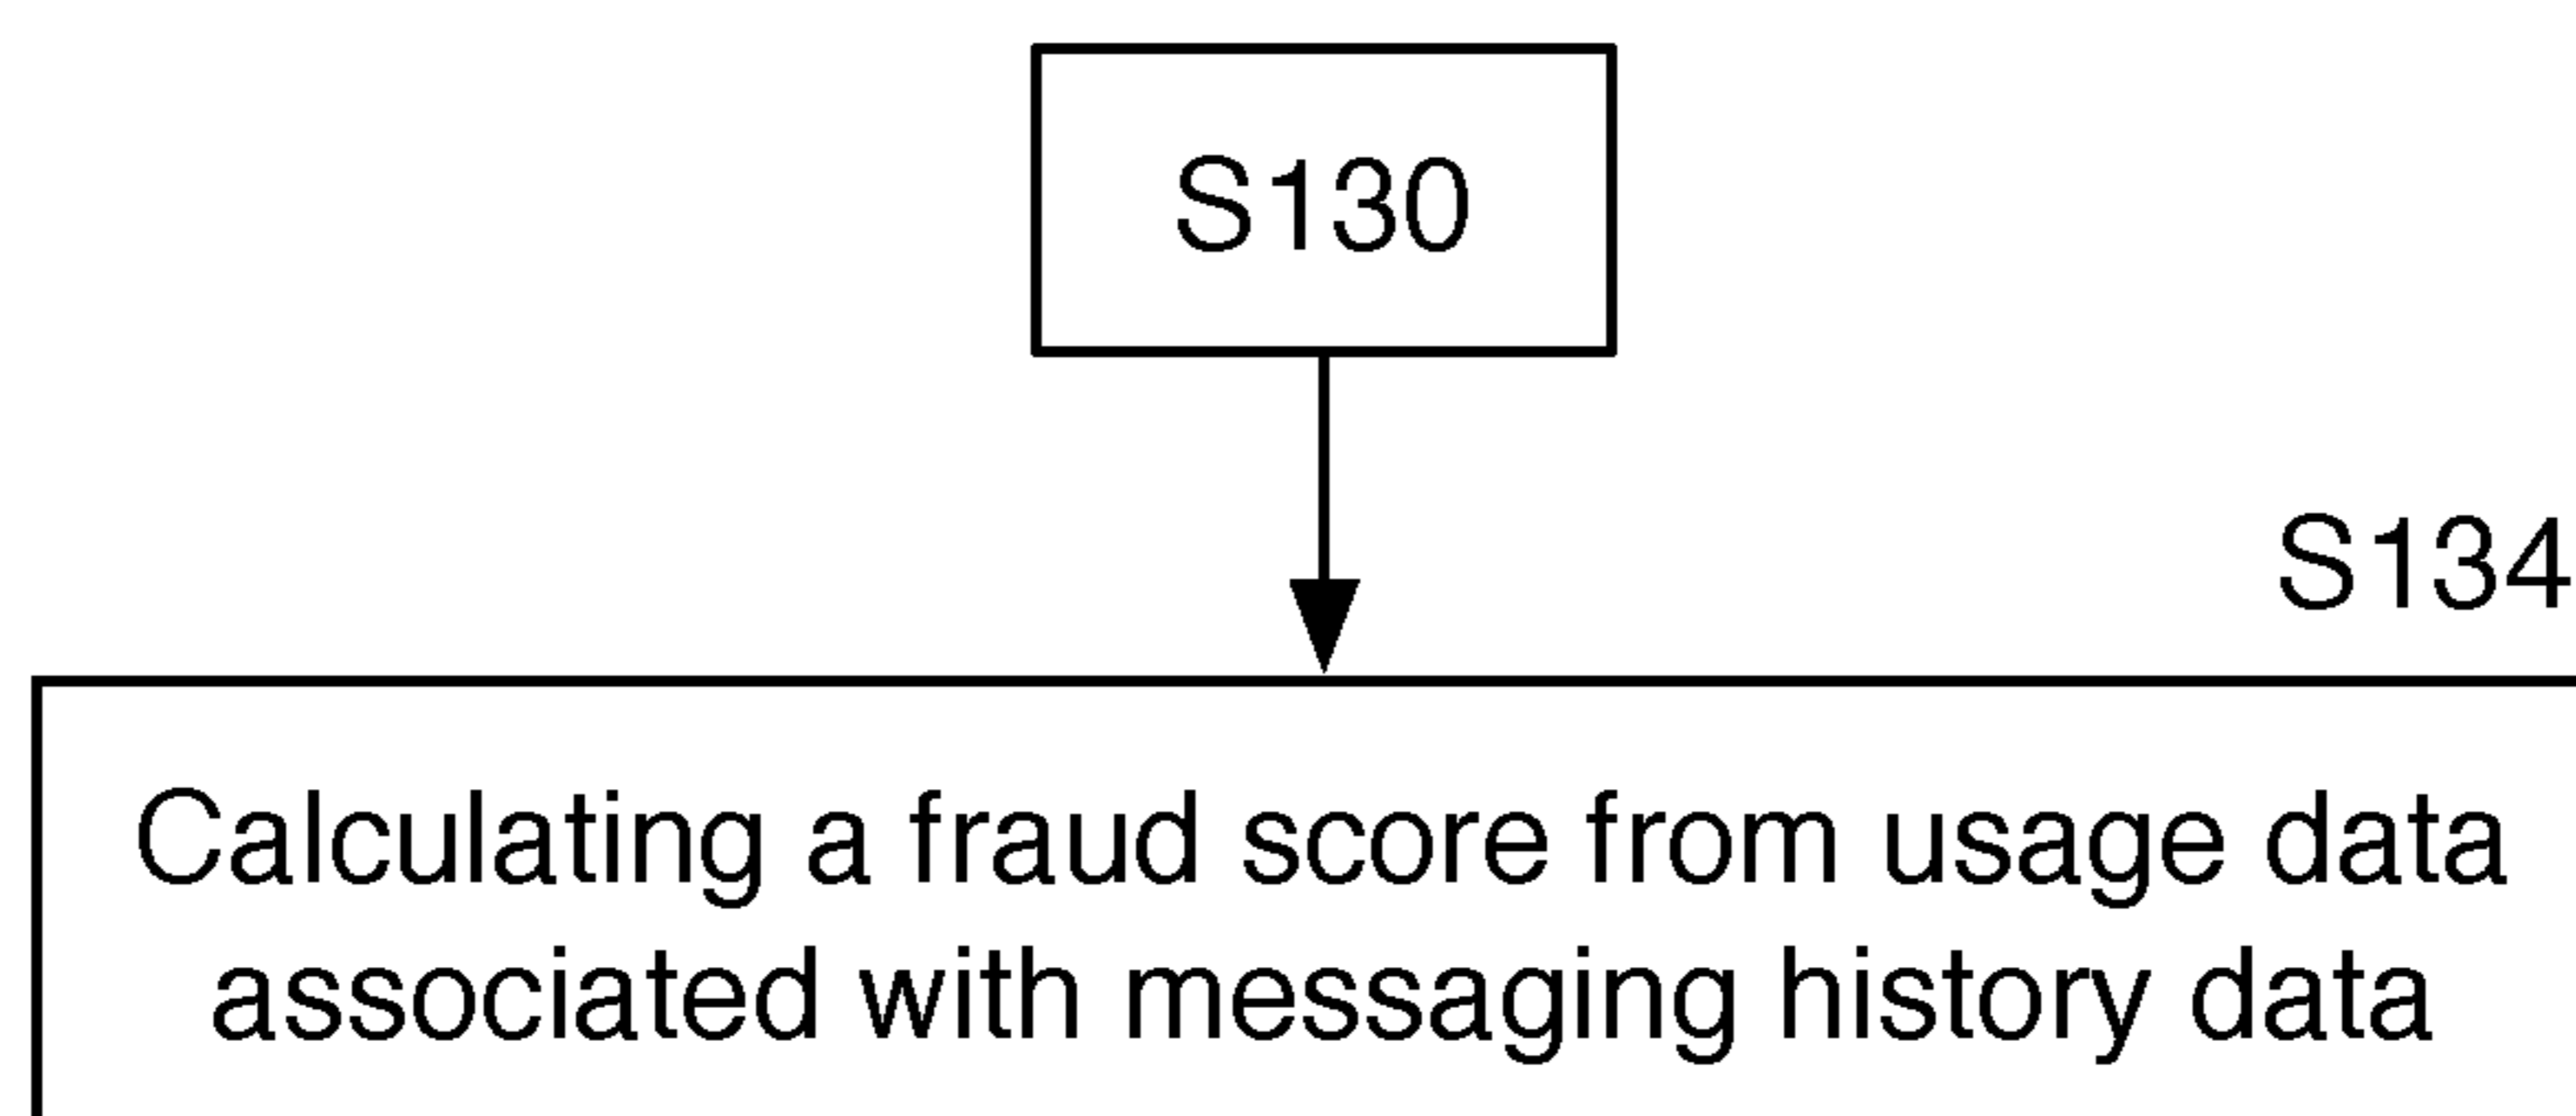 S130
S134
Calculating a fraud score from usage data
associated with messaging history data